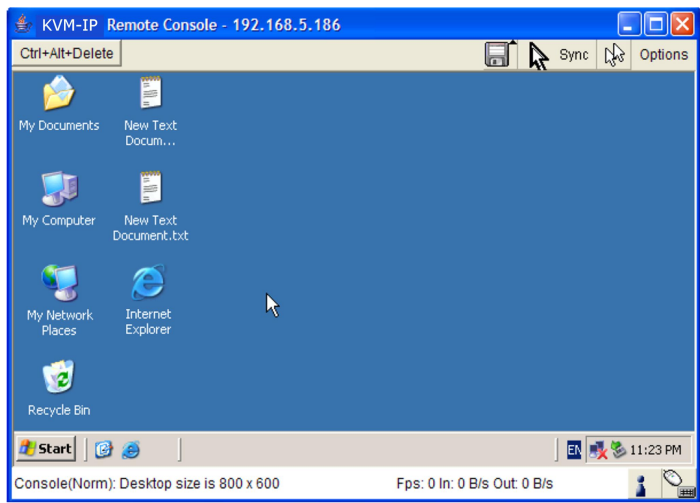 KVM-IP Remote Console - 192.168.5.186
Ctrl+Alt+Delete
Sync
Options
My Documents
New Text
Docum...
My Computer
New Text
Document.txt
My Network
Places
Internet
Explorer
Recycle Bin
Start
EN
11:23 PM
Console(Norm): Desktop size is 800 x 600
Fps: 0 In: 0 B/s Out: 0 B/s